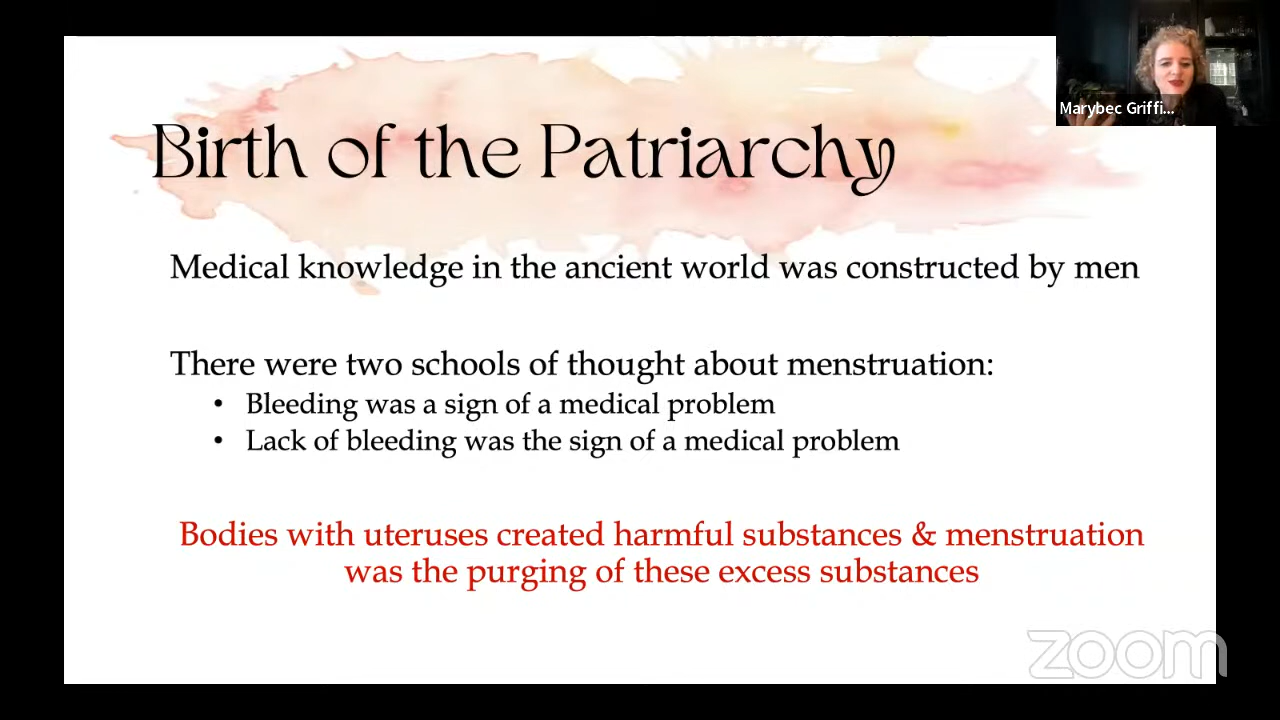 Marybec Griffi...
Birth of the Patriarchy
Medical knowledge in the ancient world was constructed by men
There were two schools of thought about menstruation:
• Bleeding was a sign of a medical problem
• Lack of bleeding was the sign of a medical problem
Bodies with uteruses created harmful substances & menstruation
was the purging of these excess substances
zoom